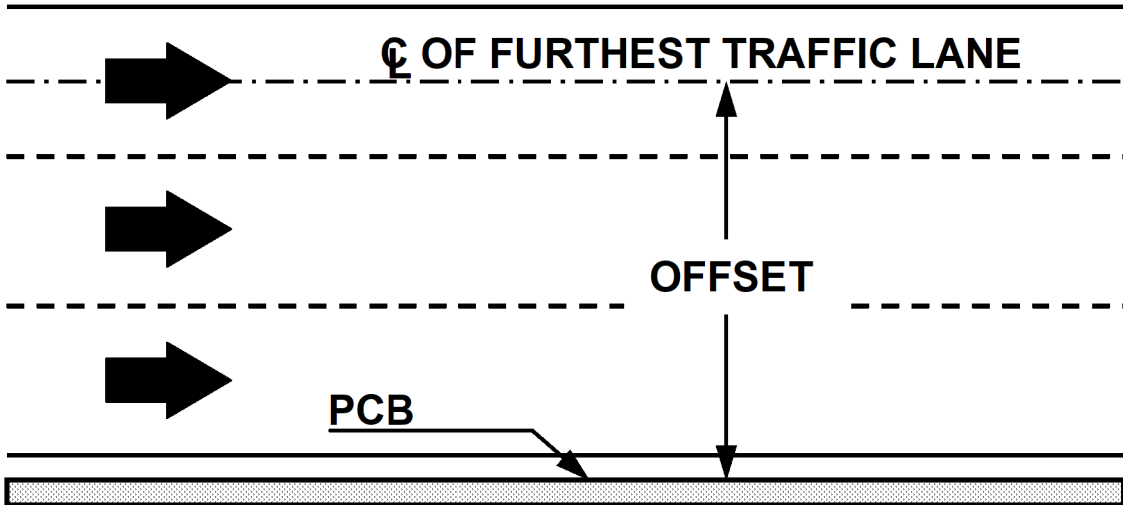 ℄ OF FURTHEST TRAFFIC LANE
OFFSET
PCB